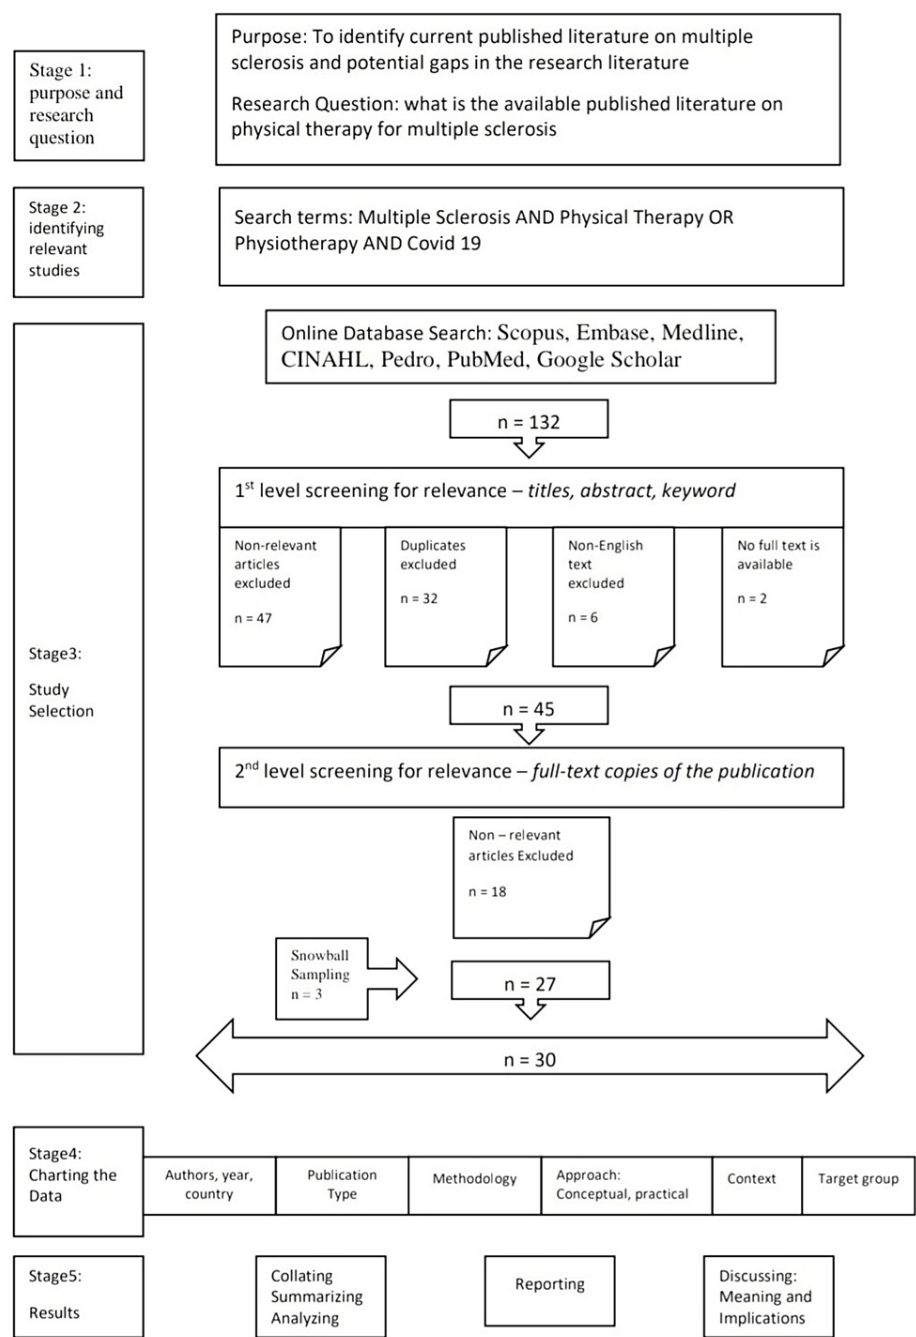 Stage 1:
purpose and
research
question
Purpose: To identify current published literature on multiple
sclerosis and potential gaps in the research literature
Research Question: what is the available published literature on
physical therapy for multiple sclerosis
Stage 2:
identifying
relevant
studies
Search terms: Multiple Sclerosis AND Physical Therapy OR
Physiotherapy AND Covid 19
Stage3:
Study
Selection
Online Database Search: Scopus, Embase, Medline,
CINAHL, Pedro, PubMed, Google Scholar
n = 132
1st level screening for relevance – titles, abstract, keyword
Non-relevant
articles
excluded
n = 47
Duplicates
excluded
n = 32
Non-English
text
excluded
n = 6
No full text is
available
n = 2
n = 45
2nd level screening for relevance – full-text copies of the publication
Non – relevant
articles Excluded
n = 18
Snowball
Sampling
n = 3
n = 27
n = 30
Stage4:
Charting the
Data
Authors, year,
country
Publication
Type
Methodology
Approach:
Conceptual, practical
Context
Target group
Stage5:
Results
Collating
Summarizing
Analyzing
Reporting
Discussing:
Meaning and
Implications